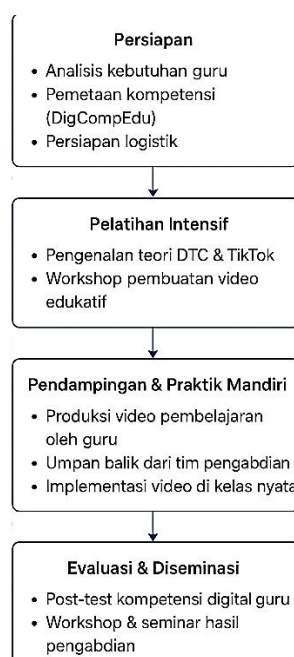 Persiapan
• Analisis kebutuhan guru
• Pemetaan kompetensi
(DigCompEdu)
• Persiapan logistik
Pelatihan Intensif
• Pengenalan teori DTC & TikTok
• Workshop pembuatan video
edukatif
Pendampingan & Praktik Mandiri
• Produksi video pembelajaran
oleh guru
• Umpan balik dari tim pengabdian
• Implementasi video di kelas nyata
Evaluasi & Diseminasi
• Post-test kompetensi digital guru
• Workshop & seminar hasil
pengabdian